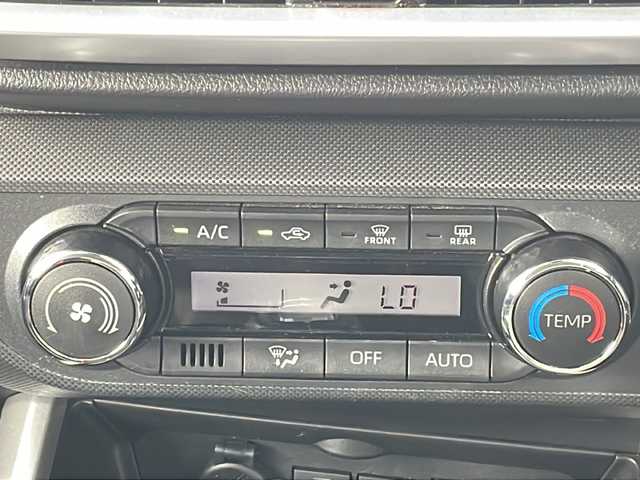 A/C
FRONT
REAR
LO
TEMP
OFF
AUTO